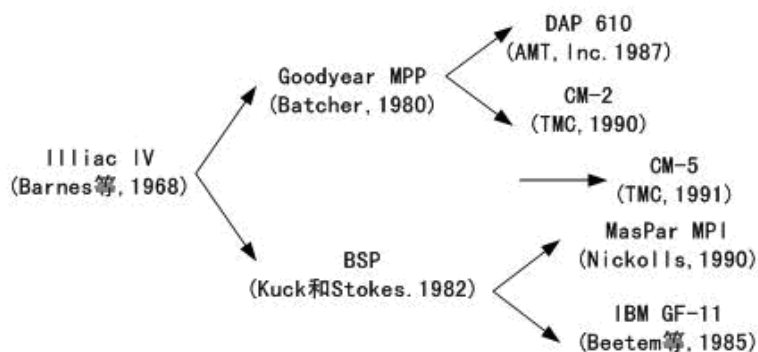 DAP 610
(AMT, Inc. 1987)
Goodyear MPP
(Batcher, 1980)
CM-2
(TMC, 1990)
Illiac IV
(Barnes等, 1968)
CM-5
(TMC, 1991)
MasPar MPI
(Nickolls, 1990)
BSP
(Kuck和Stokes. 1982)
IBM GF-11
(Beetem等, 1985)